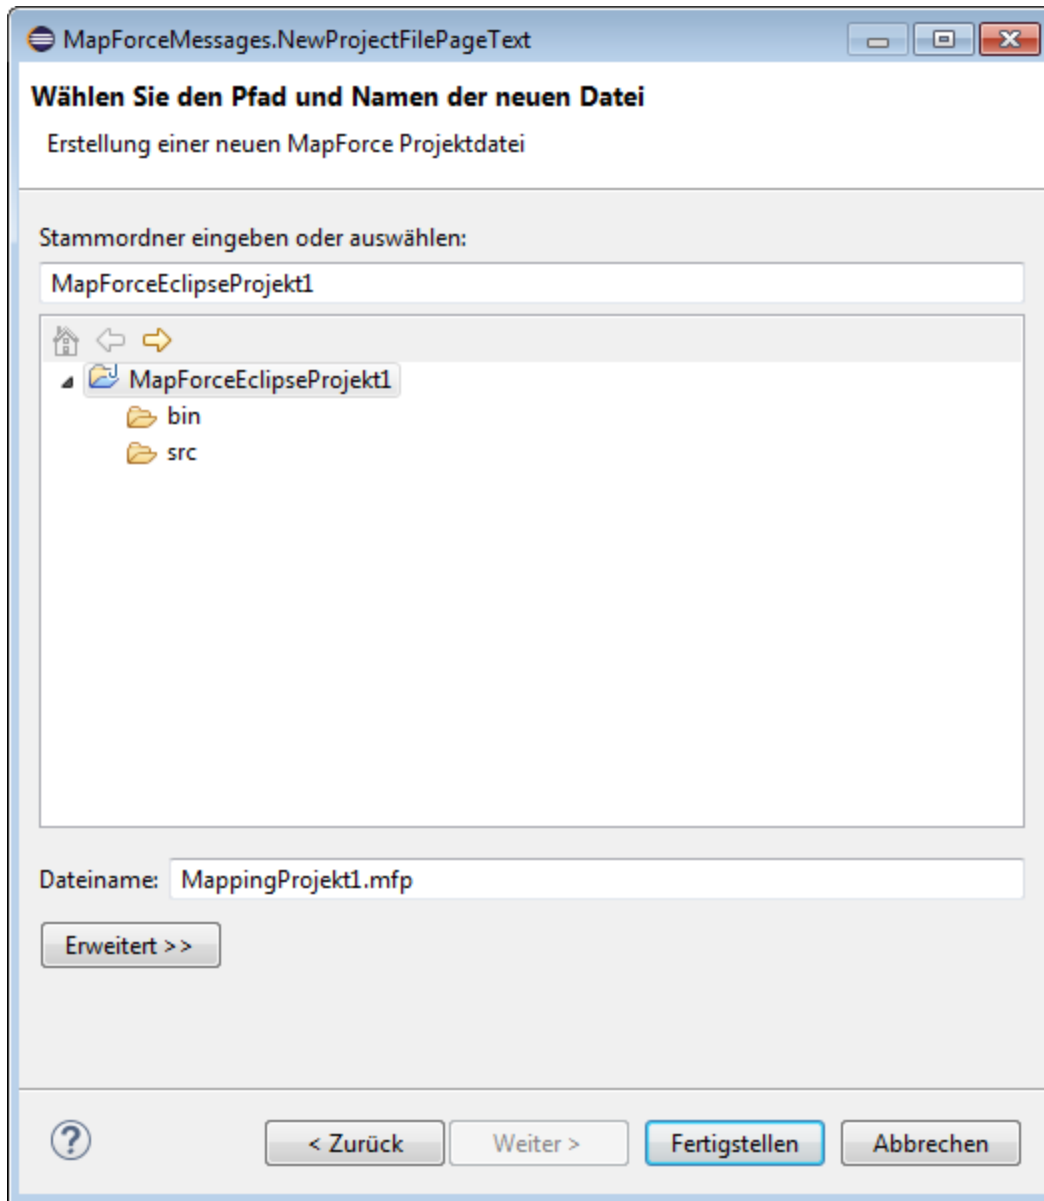 MapForceMessages.NewProjectFilePageText
Wählen Sie den Pfad und Namen der neuen Datei
Erstellung einer neuen MapForce Projektdatei
Stammordner eingeben oder auswählen:
MapForceEclipseProjekt1
MapForceEclipseProjekt1
bin
src
Dateiname: MappingProjekt1.mfp
Erweitert >>
< Zurück Weiter > Fertigstellen Abbrechen